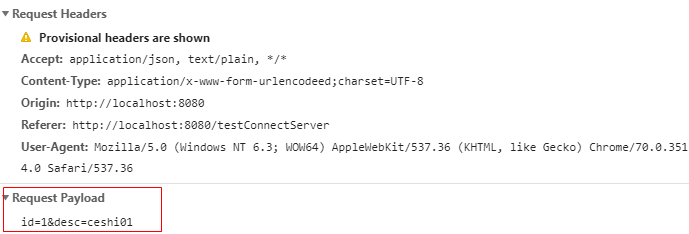 Request Headers
Provisional headers are shown
Accept: application/json, text/plain, */*
Content-Type: application/x-www-form-urlencodeed;charset=UTF-8
Origin: http://localhost:8080
Referer: http://localhost:8080/testConnectServer
User-Agent: Mozilla/5.0 (Windows NT 6.3; WOW64) AppleWebKit/537.36 (KHTML, like Gecko) Chrome/70.0.351
4.0 Safari/537.36
Request Payload
id=1&desc=ceshi01